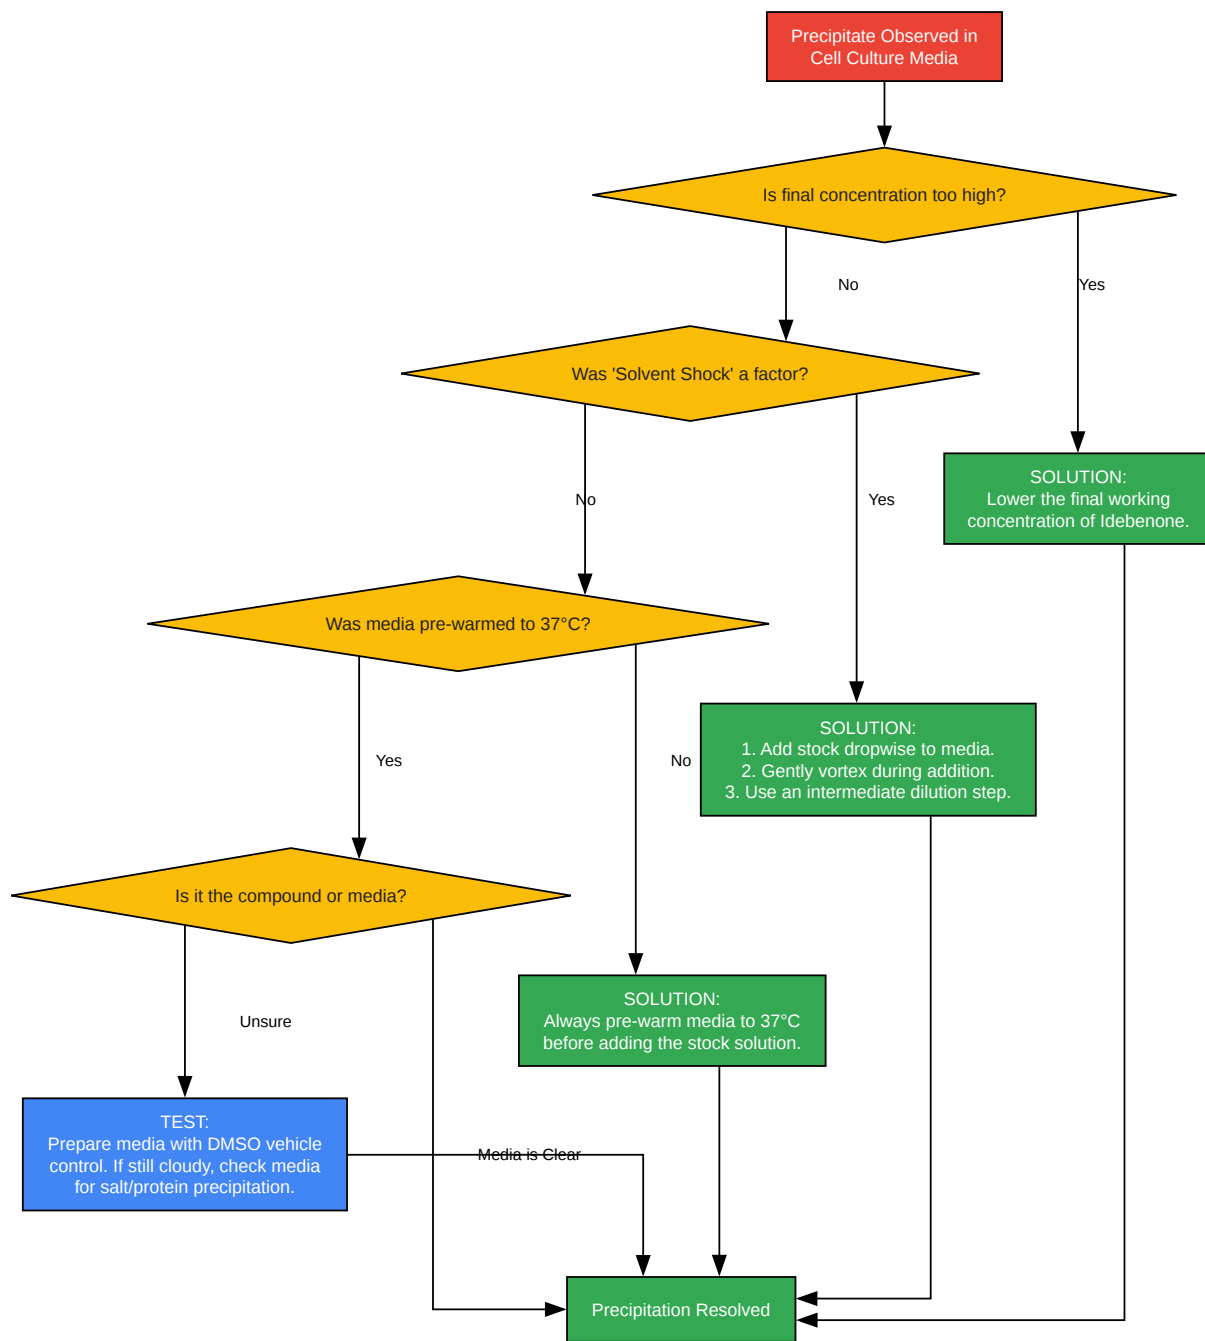 Precipitate Observed in
Cell Culture Media
Is final concentration too high?
No
Yes
Was 'Solvent Shock' a factor?
SOLUTION:
Lower the final working
concentration of Idebenone.
No
Yes
Was media pre-warmed to 37°C?
SOLUTION:
1. Add stock dropwise to media.
2. Gently vortex during addition.
3. Use an intermediate dilution step.
Yes
No
Is it the compound or media?
SOLUTION:
Always pre-warm media to 37°C
before adding the stock solution.
Unsure
TEST:
Prepare media with DMSO vehicle
control. If still cloudy, check media
for salt/protein precipitation.
Media is Clear
Precipitation Resolved